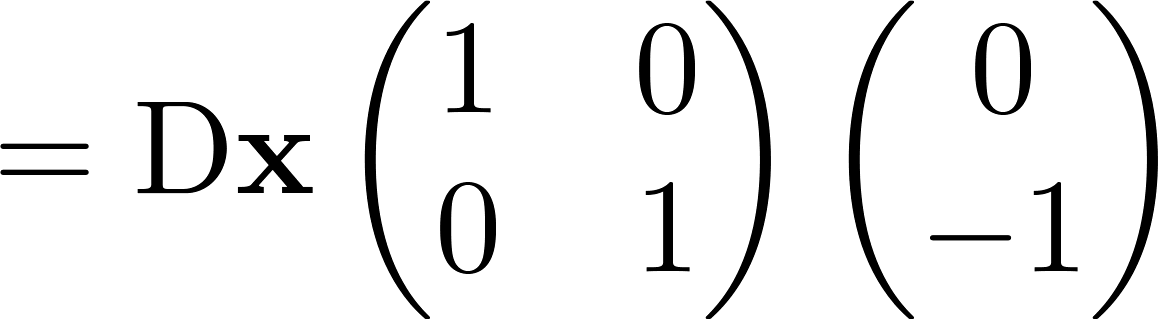 = Dx (1 0) (0)
(0 1) (−1)